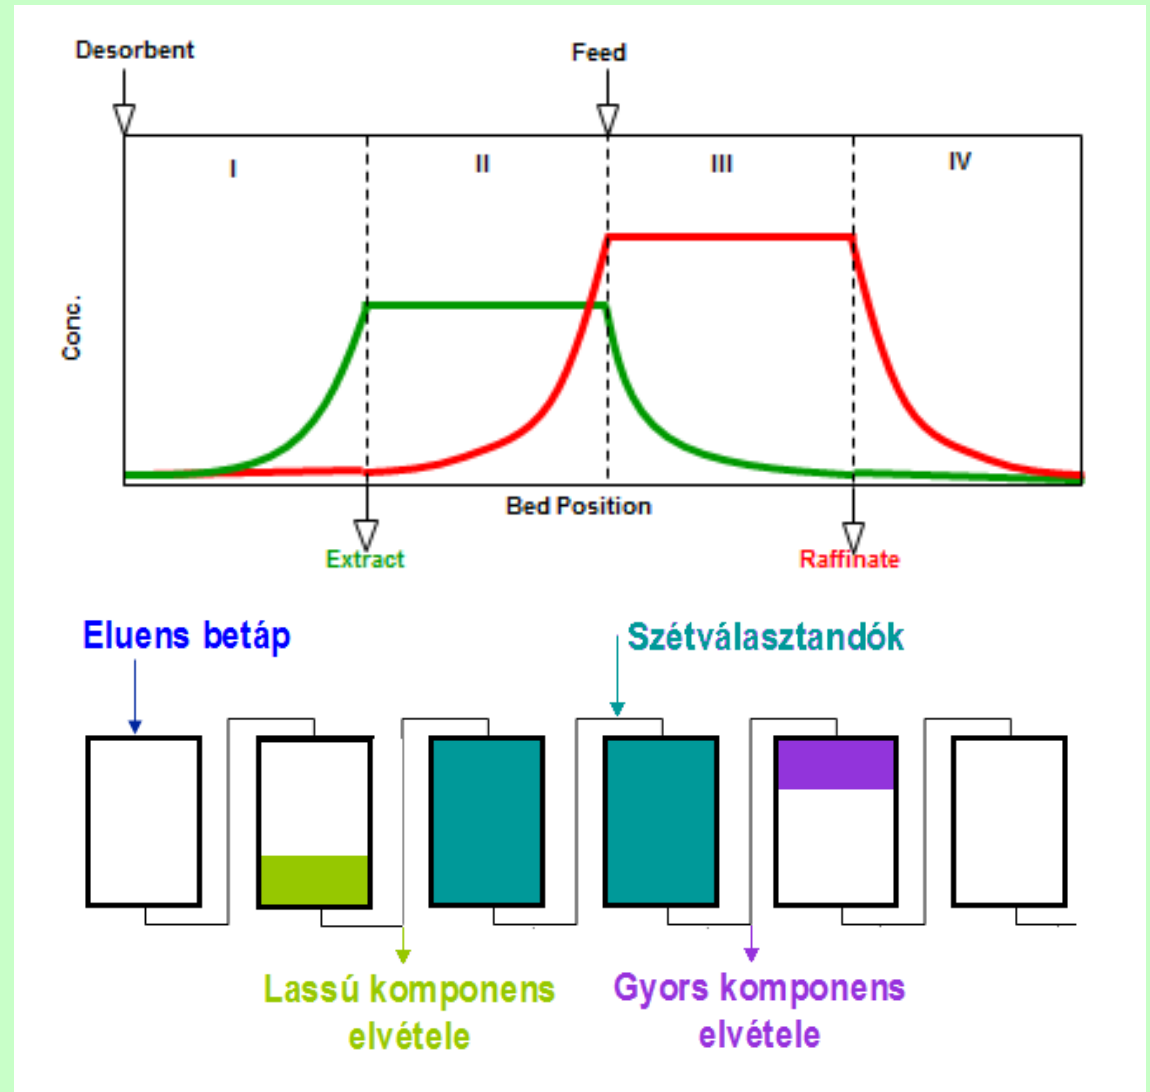 Desorbent
Feed
I
II
III
IV
Conc.
Bed Position
Extract
Raffinate
Eluens betáp
Szétválasztandók
Lassú komponens
elvétele
Gyors komponens
elvétele